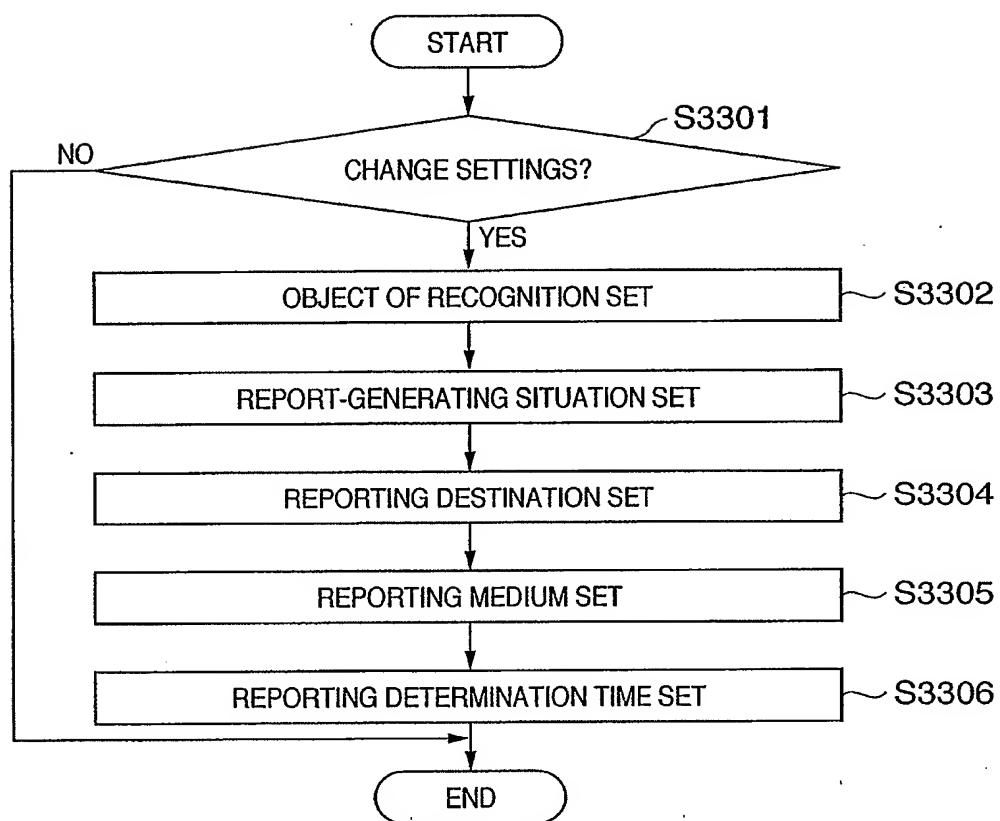 START
S3301
NO
CHANGE SETTINGS?
YES
OBJECT OF RECOGNITION SET
S3302
REPORT-GENERATING SITUATION SET
S3303
REPORTING DESTINATION SET
S3304
REPORTING MEDIUM SET
S3305
REPORTING DETERMINATION TIME SET
S3306
END